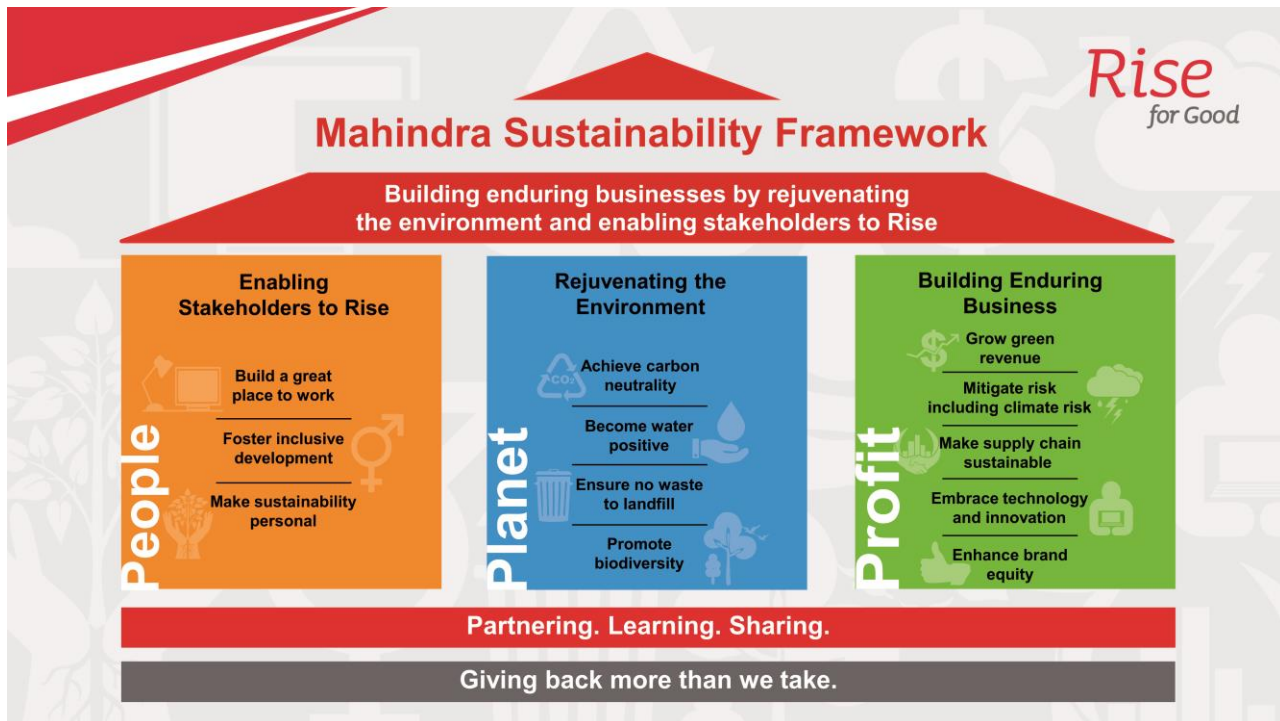 Rise
for Good
Mahindra Sustainability Framework
Building enduring businesses by rejuvenating
the environment and enabling stakeholders to Rise
People
Enabling
Stakeholders to Rise
Build a great
place to work
Foster inclusive
development
Make sustainability
personal
Planet
Rejuvenating the
Environment
Achieve carbon
neutrality
CO₂
Become water
positive
Ensure no waste
to landfill
Promote
biodiversity
Profit
Building Enduring
Business
Grow green
revenue
$
Mitigate risk
including climate risk
Make supply chain
sustainable
Embrace technology
and innovation
Enhance brand
equity
Partnering. Learning. Sharing.
Giving back more than we take.